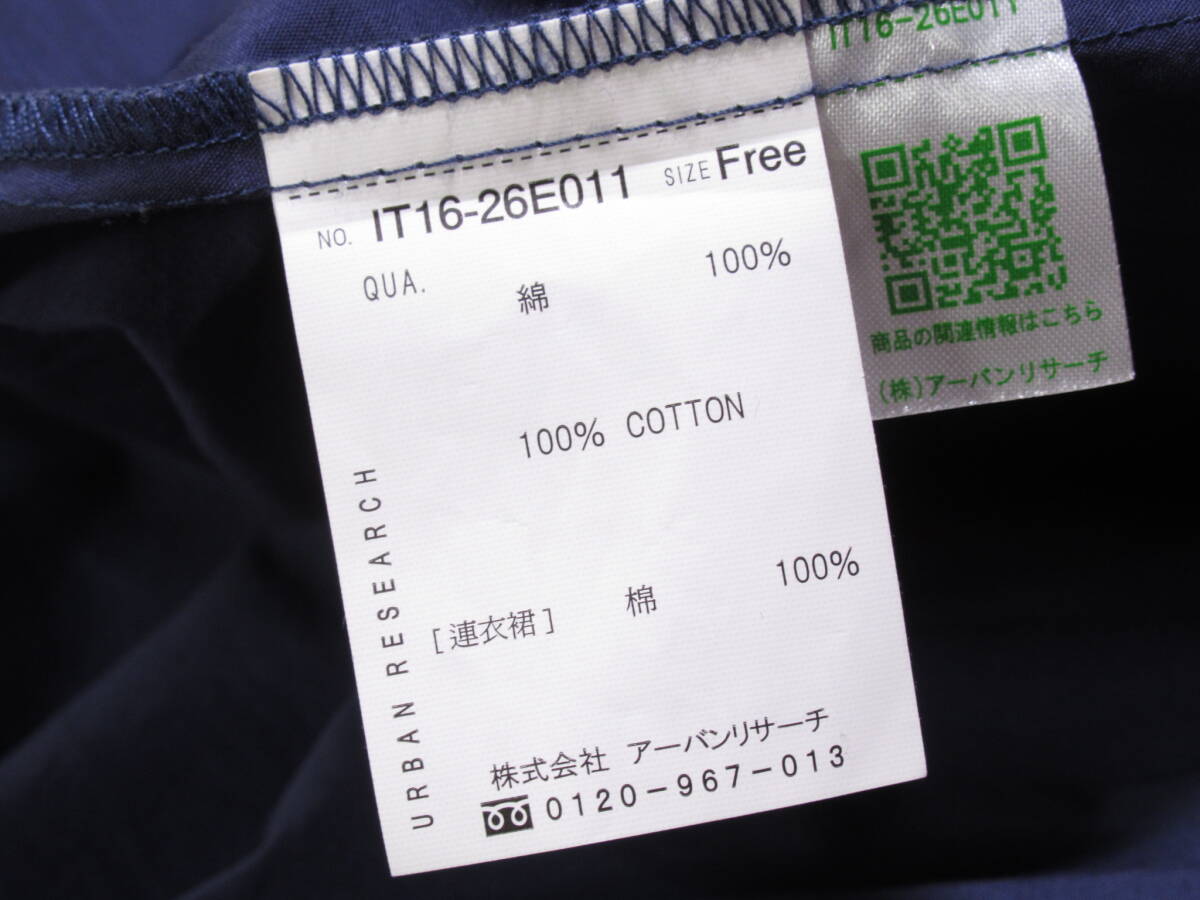 NO. IT16-26E011 SIZE Free
QUA.
綿 100%
100% COTTON
[連衣裙] 棉 100%
URBAN RESEARCH
株式会社 アーバンリサーチ
0120-967-013
IT16-26E011
商品の関連情報はこちら
(株)アーバンリサーチ